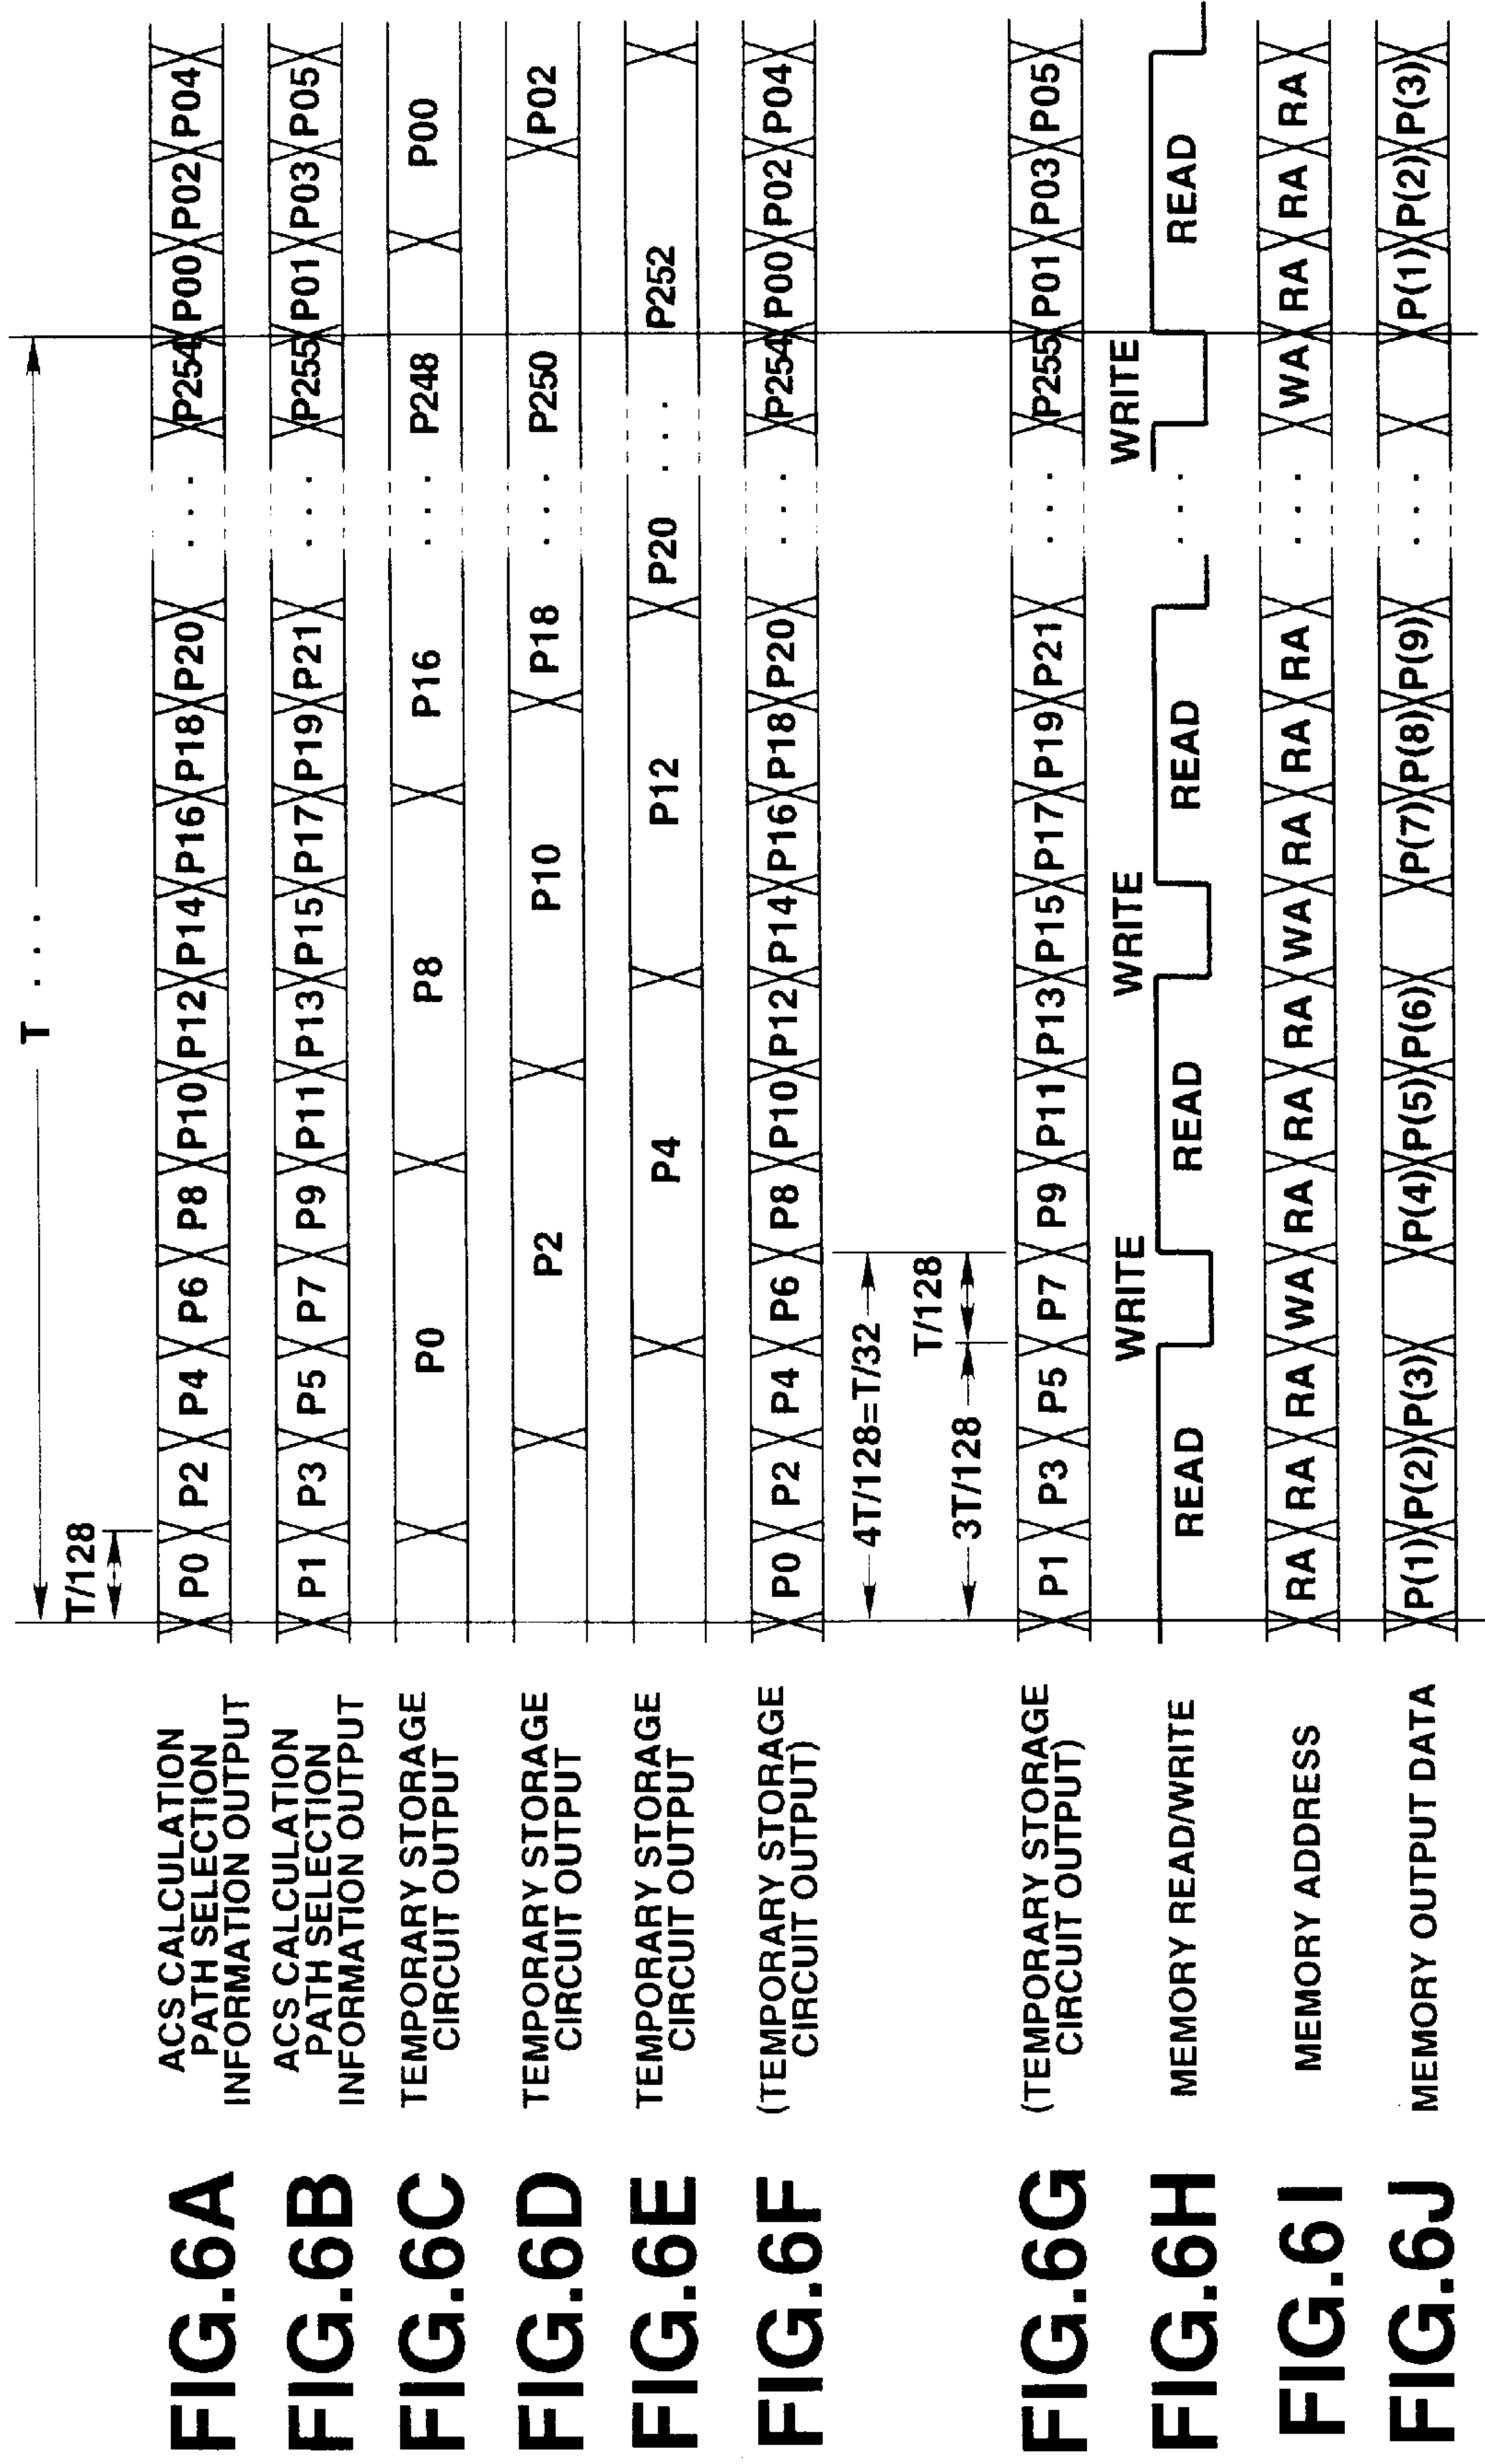 T . . .
T/128
FIG.6A
ACS CALCULATION
PATH SELECTION
INFORMATION OUTPUT
P0 P2 P4 P6 P8 P10 P12 P14 P16 P18 P20 . . . P254 P00 P02 P04
FIG.6B
ACS CALCULATION
PATH SELECTION
INFORMATION OUTPUT
P1 P3 P5 P7 P9 P11 P13 P15 P17 P19 P21 . . . P255 P01 P03 P05
FIG.6C
TEMPORARY STORAGE
CIRCUIT OUTPUT
P0 P8 P16 . . . P248 P00
FIG.6D
TEMPORARY STORAGE
CIRCUIT OUTPUT
P2 P10 P18 . . . P250 P02
FIG.6E
TEMPORARY STORAGE
CIRCUIT OUTPUT
P4 P12 P20 . . . P252
FIG.6F
(TEMPORARY STORAGE
CIRCUIT OUTPUT)
P0 P2 P4 P6 P8 P10 P12 P14 P16 P18 P20 . . . P254 P00 P02 P04
4T/128=T/32
3T/128 T/128
FIG.6G
(TEMPORARY STORAGE
CIRCUIT OUTPUT)
P1 P3 P5 P7 P9 P11 P13 P15 P17 P19 P21 . . . P255 P01 P03 P05
WRITE WRITE WRITE
FIG.6H
MEMORY READ/WRITE
READ READ READ . . . READ
FIG.6I
MEMORY ADDRESS
RA RA RA WA RA RA RA WA RA RA RA . . . WA RA RA RA
FIG.6J
MEMORY OUTPUT DATA
P(1) P(2) P(3) P(4) P(5) P(6) P(7) P(8) P(9) . . . P(1) P(2) P(3)